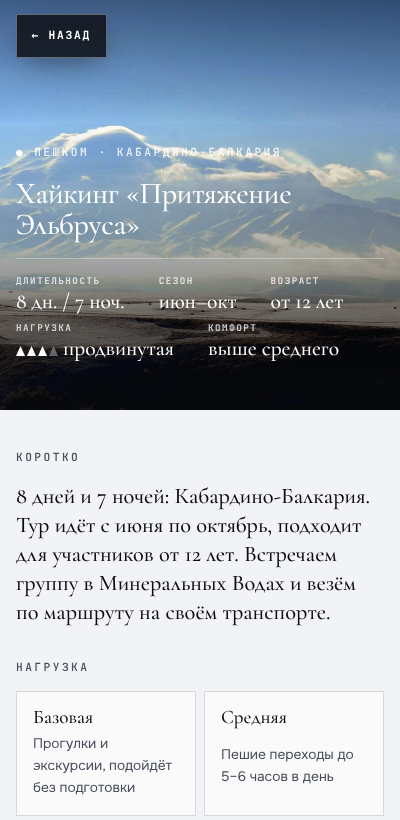 ← НАЗАД
● ПЕШКОМ · КАБАРДИНО-БАЛКАРИЯ
Хайкинг «Притяжение
Эльбруса»
ДЛИТЕЛЬНОСТЬ СЕЗОН ВОЗРАСТ
8 дн. / 7 ноч. июн–окт от 12 лет
НАГРУЗКА КОМФОРТ
▲▲▲▲ продвинутая выше среднего
КОРОТКО
8 дней и 7 ночей: Кабардино-Балкария.
Тур идёт с июня по октябрь, подходит
для участников от 12 лет. Встречаем
группу в Минеральных Водах и везём
по маршруту на своём транспорте.
НАГРУЗКА
Базовая
Прогулки и
экскурсии, подойдёт
без подготовки
Средняя
Пешие переходы до
5–6 часов в день